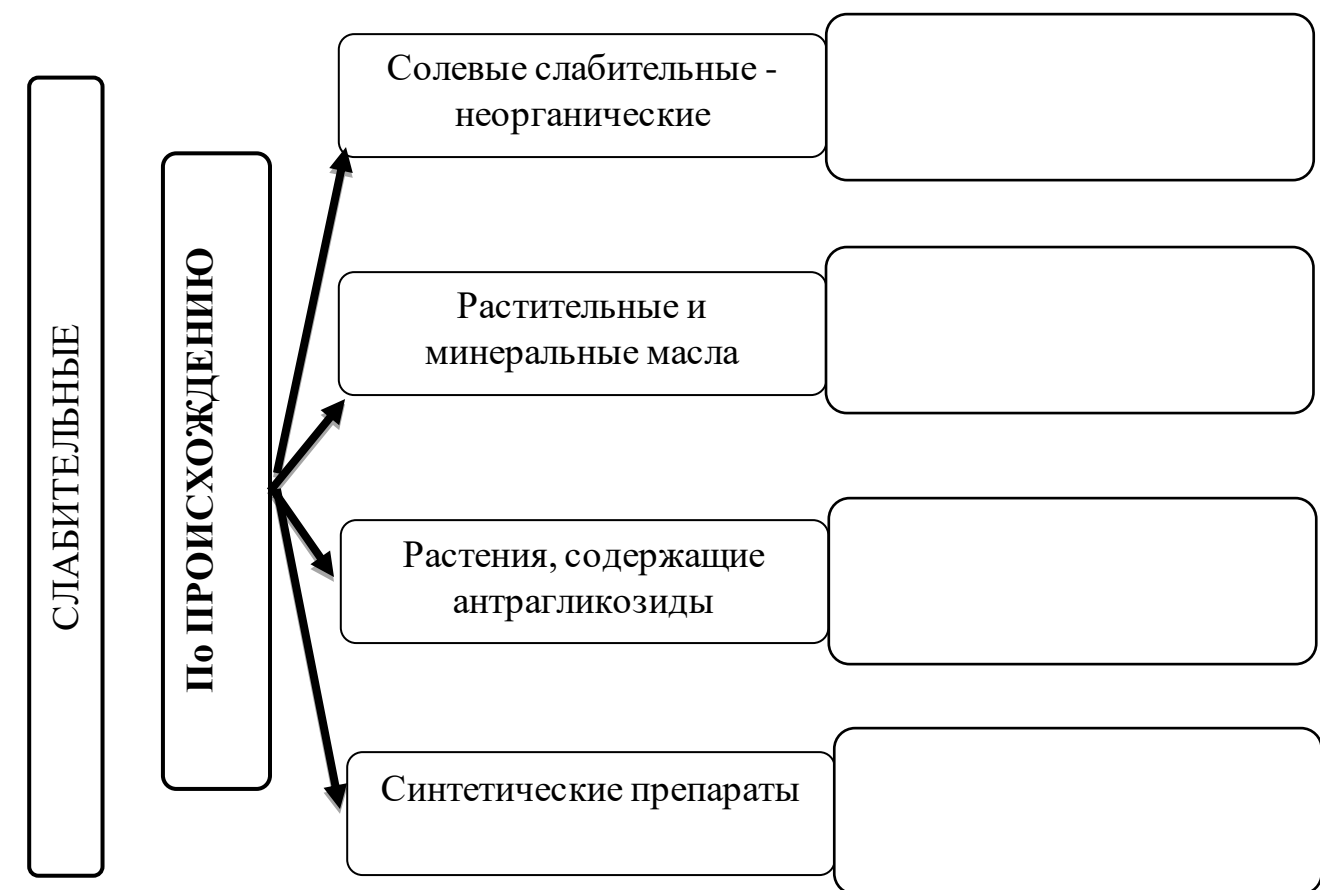 СЛАБИТЕЛЬНЫЕ
По ПРОИСХОЖДЕНИЮ
Солевые слабительные -
неорганические
Растительные и
минеральные масла
Растения, содержащие
антрагликозиды
Синтетические препараты